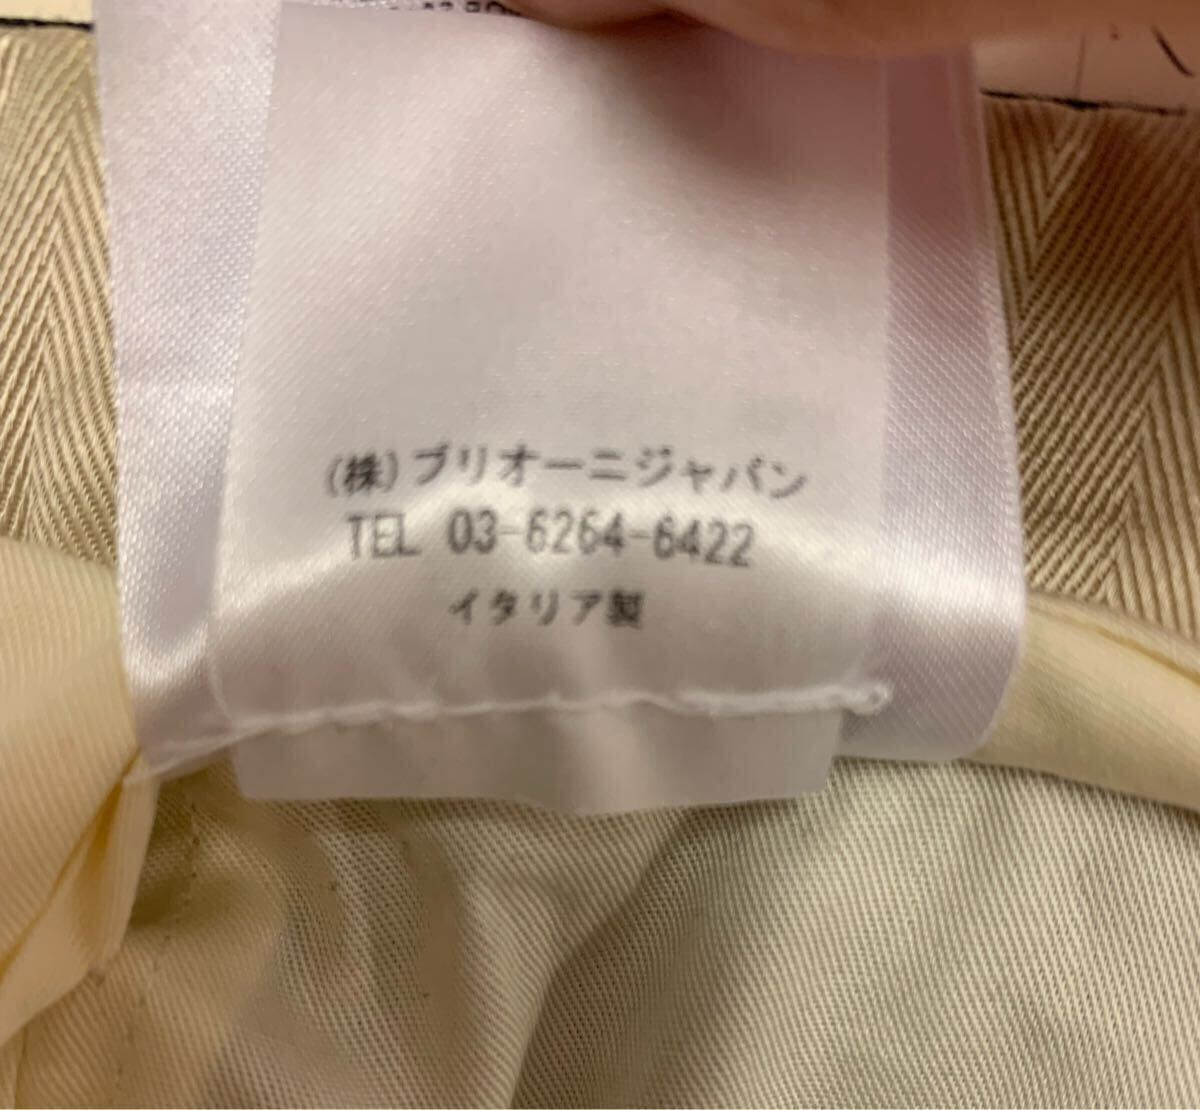 (株)ブリオーニジャパン
TEL 03-6264-6422
イタリア製